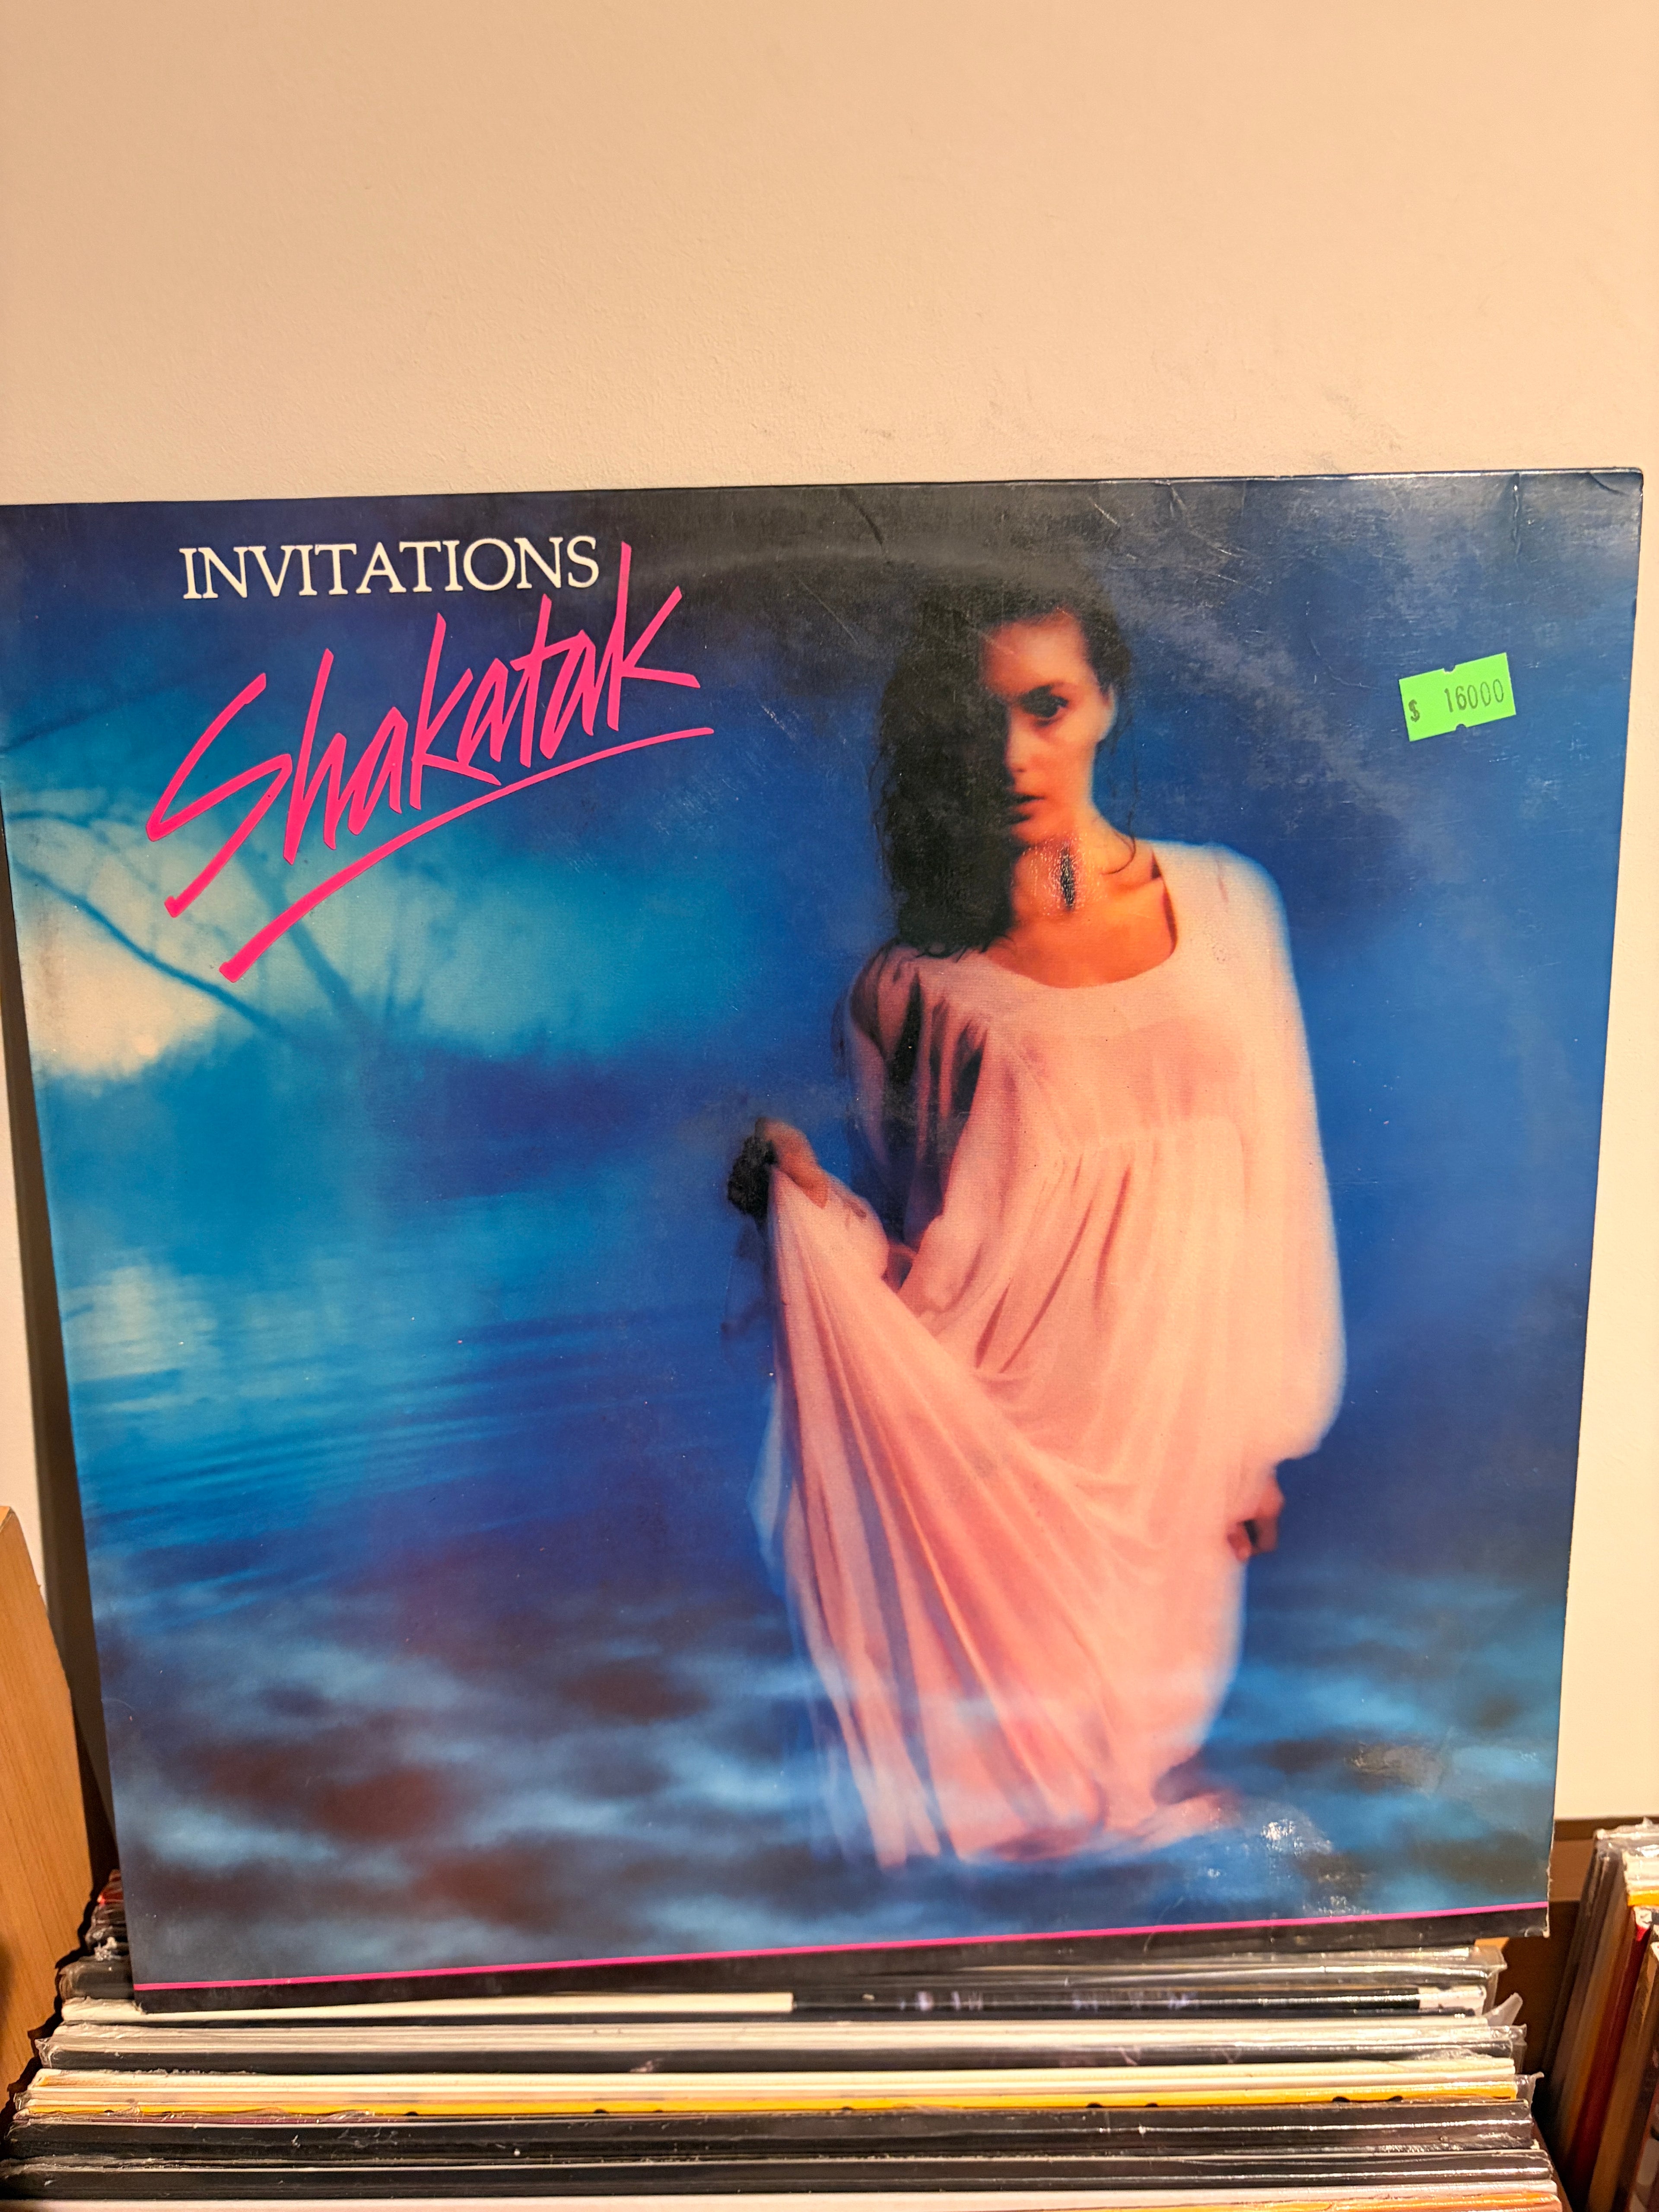 INVITATIONS
Shakatak
$ 16000